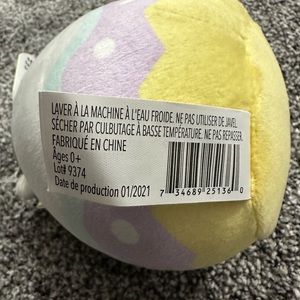 LAVER À LA MACHINE À L'EAU FROIDE. NE PAS UTILISER DE JAVEL.
SÉCHER PAR CULBUTAGE À BASSE TEMPÉRATURE. NE PAS REPASSER.
FABRIQUÉ EN CHINE
Âges 0+
Lot# 9374
Date de production 01/2021
7 34689 25136 0